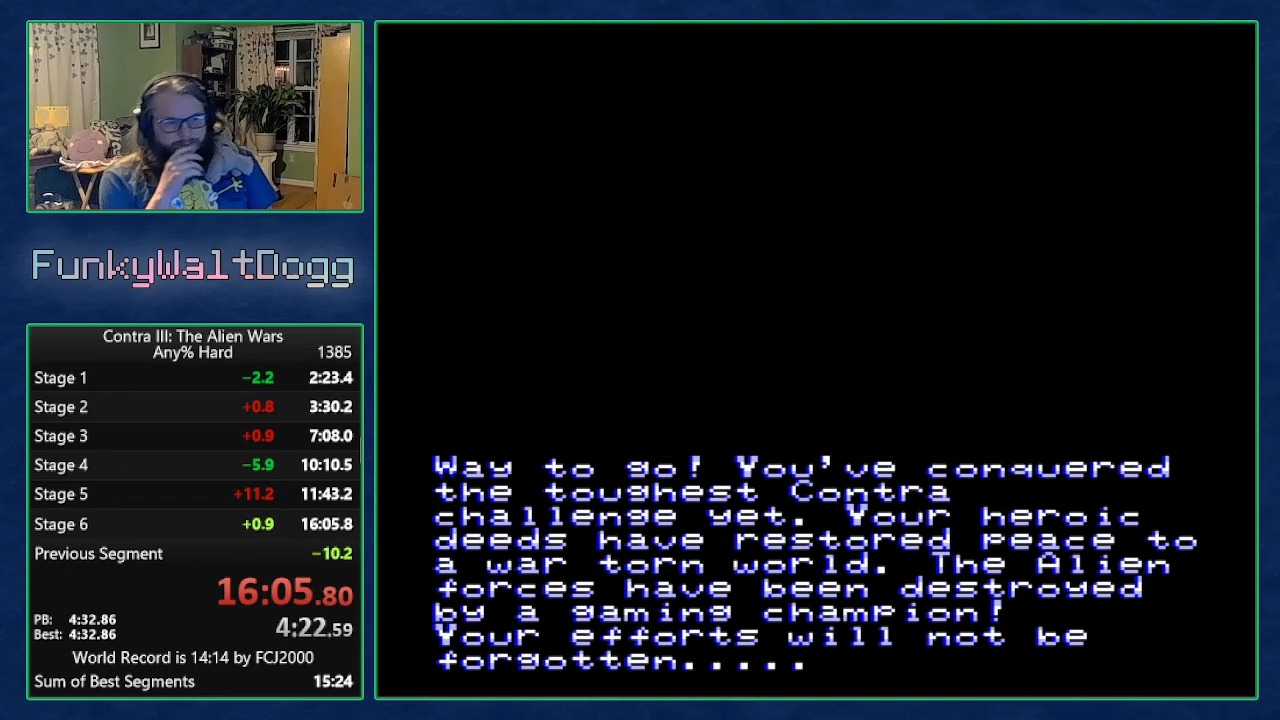 FunkyWaltDogg
Contra III: The Alien Wars
Any% Hard 1385
Stage 1 -2.2 2:23.4
Stage 2 +0.8 3:30.2
Stage 3 +0.9 7:08.0
Stage 4 -5.9 10:10.5
Stage 5 +11.2 11:43.2
Stage 6 +0.9 16:05.8
Previous Segment -10.2
16:05.80
PB: 4:32.86
Best: 4:32.86
4:22.59
World Record is 14:14 by FCJ2000
Sum of Best Segments 15:24
Way to go! You've conquered
the toughest Contra
challenge yet. Your heroic
deeds have restored peace to
a war torn world. The Alien
forces have been destroyed
by a gaming champion!
Your efforts will not be
forgotten.....